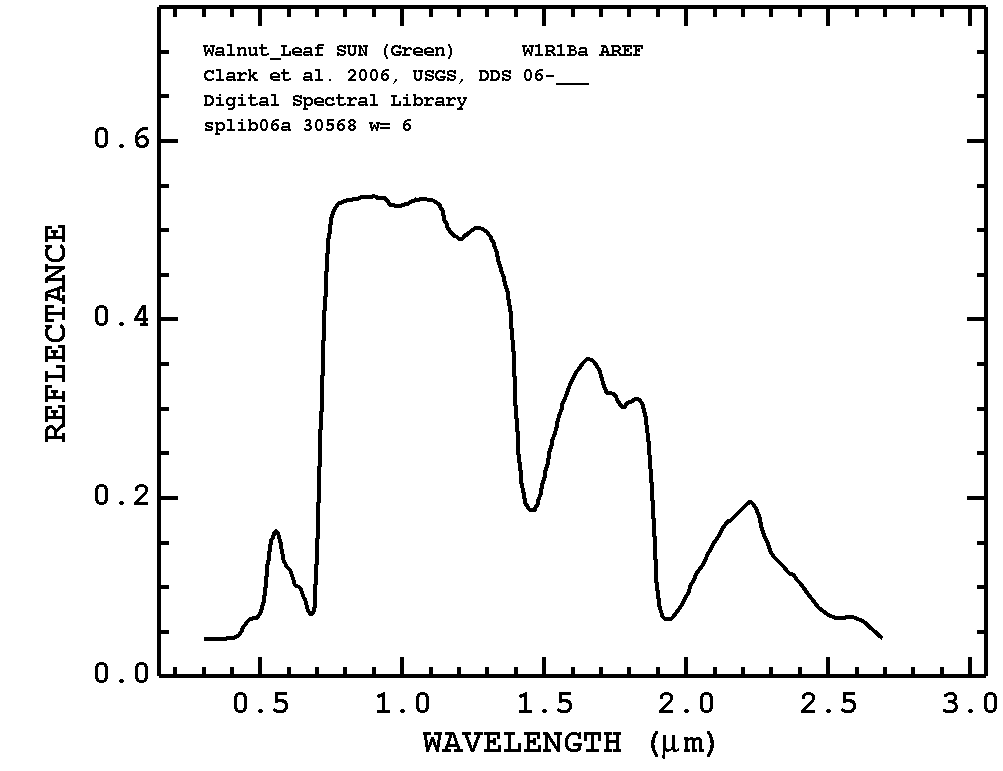 Walnut_Leaf SUN (Green) W1R1Ba AREF
Clark et al. 2006, USGS, DDS 06-___
Digital Spectral Library
splib06a 30568 w= 6
0.6
0.4
0.2
0.0
REFLECTANCE
0.5 1.0 1.5 2.0 2.5 3.0
WAVELENGTH (μm)